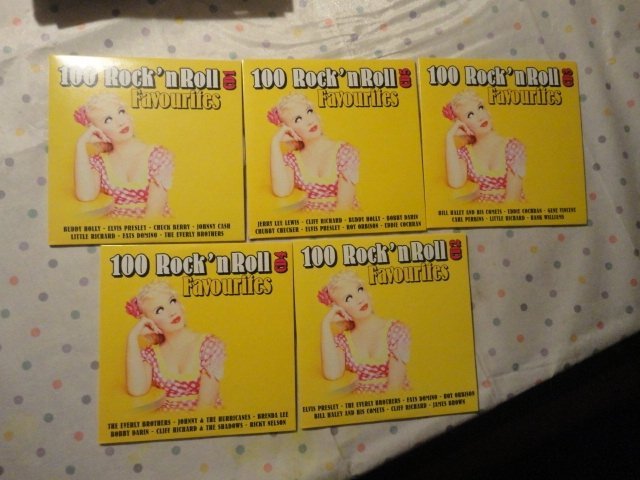 100 Rock'nRoll CD1
Favourites
BUDDY HOLLY - ELVIS PRESLEY - CHUCK BERRY - JOHNNY CASH
LITTLE RICHARD - FATS DOMINO - THE EVERLY BROTHERS
100 Rock'nRoll CD2
Favourites
JERRY LEE LEWIS - CLIFF RICHARD - BUDDY HOLLY - BOBBY DARIN
CHUBBY CHECKER - ELVIS PRESLEY - ROY ORBISON - EDDIE COCHRAN
100 Rock'nRoll CD3
Favourites
BILL HALEY AND HIS COMETS - EDDIE COCHRAN - GENE VINCENT
CARL PERKINS - LITTLE RICHARD - HANK WILLIAMS
100 Rock'nRoll CD4
Favourites
THE EVERLY BROTHERS - JOHNNY & THE HURRICANES - BRENDA LEE
BOBBY DARIN - CLIFF RICHARD & THE SHADOWS - RICKY NELSON
100 Rock'nRoll CD5
Favourites
ELVIS PRESLEY - THE EVERLY BROTHERS - FATS DOMINO - ROY ORBISON
BILL HALEY AND HIS COMETS - CLIFF RICHARD - JAMES BROWN